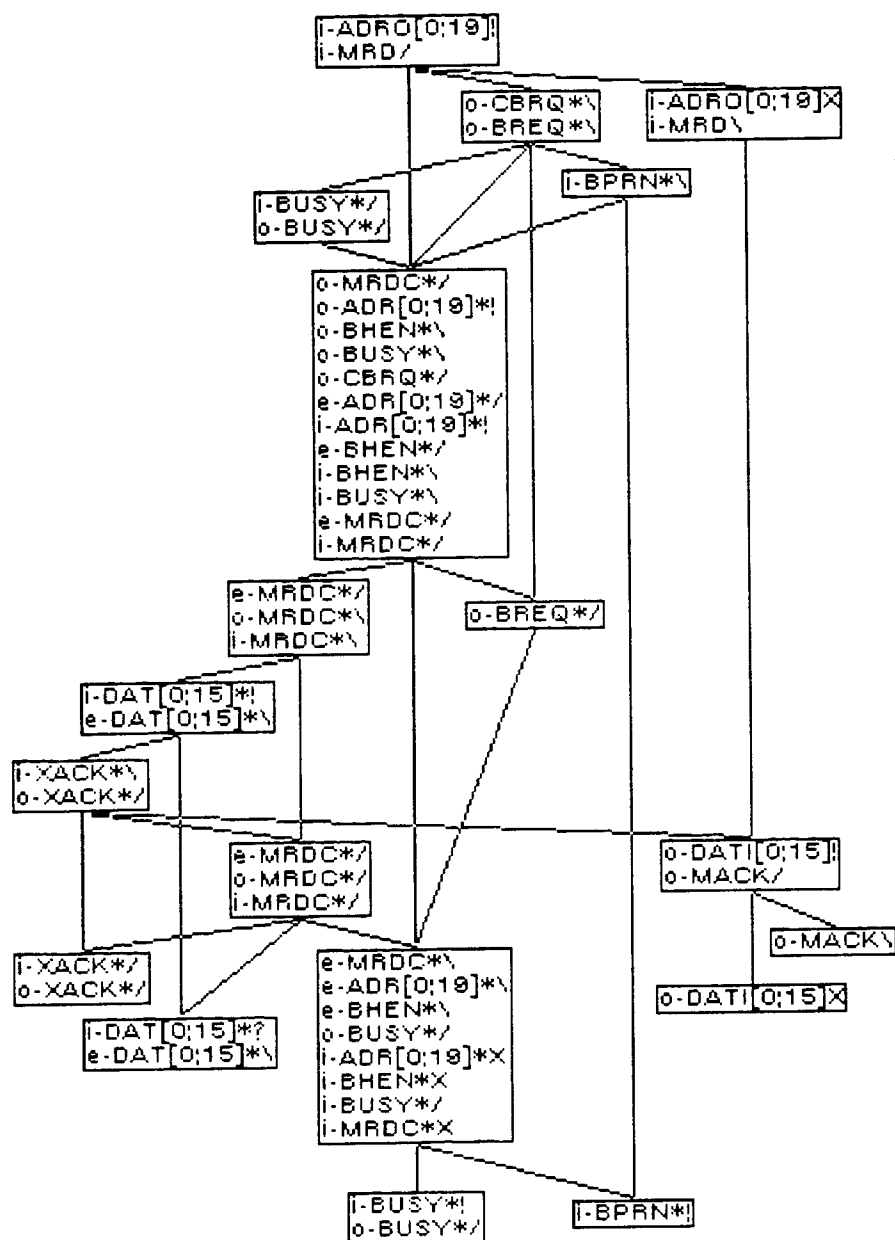 i-ADRO[0;19]!
i-MRD/
o-CBRQ*\
o-BREQ*\
i-ADRO[0;19]X
i-MRD\
i-BUSY*/
o-BUSY*/
i-BPRN*\
o-MRDC*/
o-ADR[0;19]*!
o-BHEN*\
o-BUSY*\
o-CBRQ*/
e-ADR[0;19]*/
i-ADR[0;19]*!
e-BHEN*/
i-BHEN*\
i-BUSY*\
e-MRDC*/
i-MRDC*/
e-MRDC*/
o-MRDC*\
i-MRDC*\
o-BREQ*/
i-DAT[0;15]*!
e-DAT[0;15]*\
i-XACK*\
o-XACK*/
e-MRDC*/
o-MRDC*/
i-MRDC*/
o-DATI[0;15]!
o-MACK/
o-MACK\
i-XACK*/
o-XACK*/
e-MRDC*\
e-ADR[0;19]*\
e-BHEN*\
o-BUSY*/
i-ADR[0;19]*X
i-BHEN*X
i-BUSY*/
i-MRDC*X
o-DATI[0;15]X
i-DAT[0;15]*?
e-DAT[0;15]*\
i-BUSY*!
o-BUSY*/
i-BPRN*!